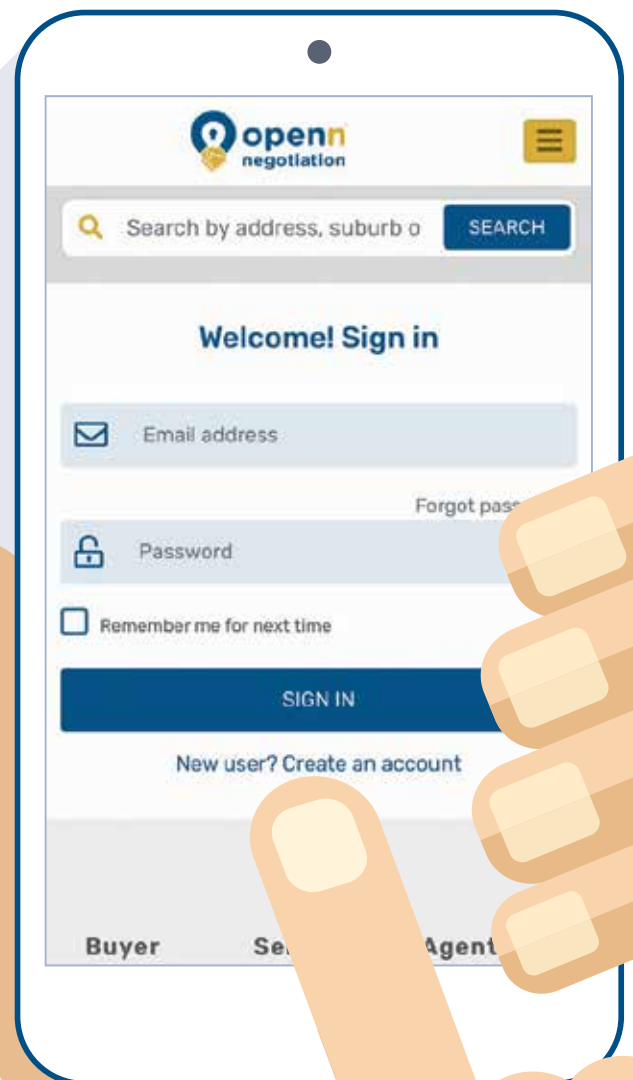 openn
negotiation
Search by address, suburb o SEARCH
Welcome! Sign in
Email address
Forgot
Password
Remember me for next time
SIGN IN
New user? Create an account
Buyer Agent